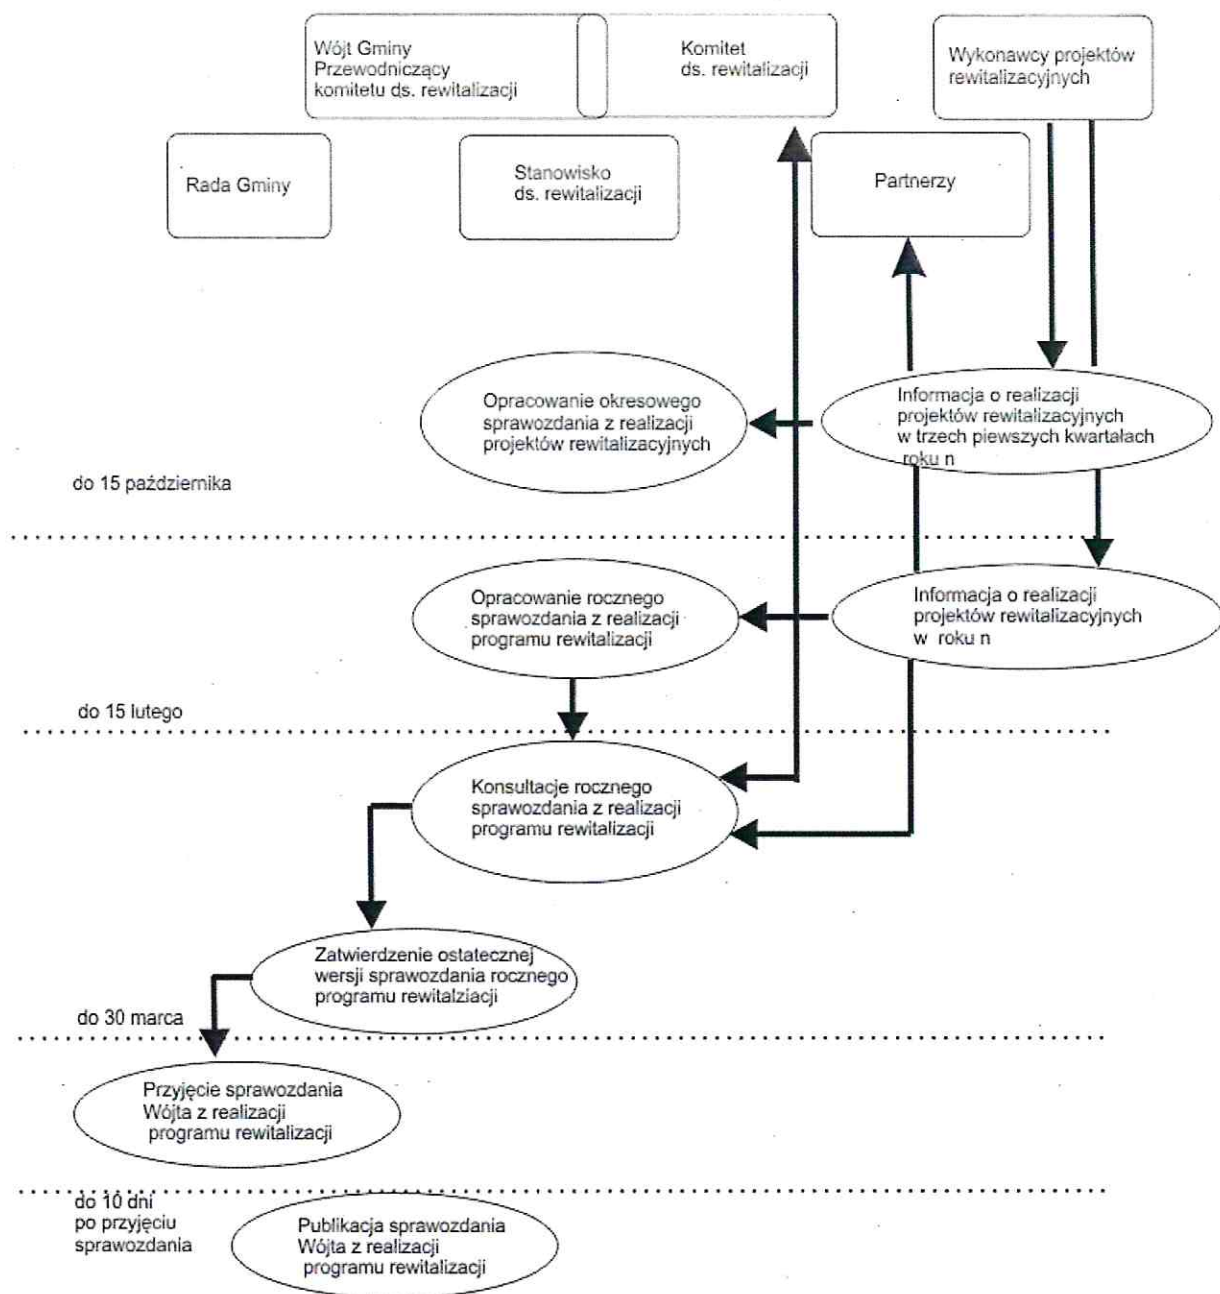 Wójt Gminy
Przewodniczący
komitetu ds. rewitalizacji
Komitet
ds. rewitalizacji
Wykonawcy projektów
rewitalizacyjnych
Rada Gminy
Stanowisko
ds. rewitalizacji
Partnerzy
Opracowanie okresowego
sprawozdania z realizacji
projektów rewitalizacyjnych
Informacja o realizacji
projektów rewitalizacyjnych
w trzech piewszych kwartałach
roku n
do 15 października
Opracowanie rocznego
sprawozdania z realizacji
programu rewitalizacji
Informacja o realizacji
projektów rewitalizacyjnych
w roku n
do 15 lutego
Konsultacje rocznego
sprawozdania z realizacji
programu rewitalizacji
Zatwierdzenie ostatecznej
wersji sprawozdania rocznego
programu rewitalziacji
do 30 marca
Przyjęcie sprawozdania
Wójta z realizacji
programu rewitalizacji
do 10 dni
po przyjęciu
sprawozdania
Publikacja sprawozdania
Wójta z realizacji
programu rewitalizacji